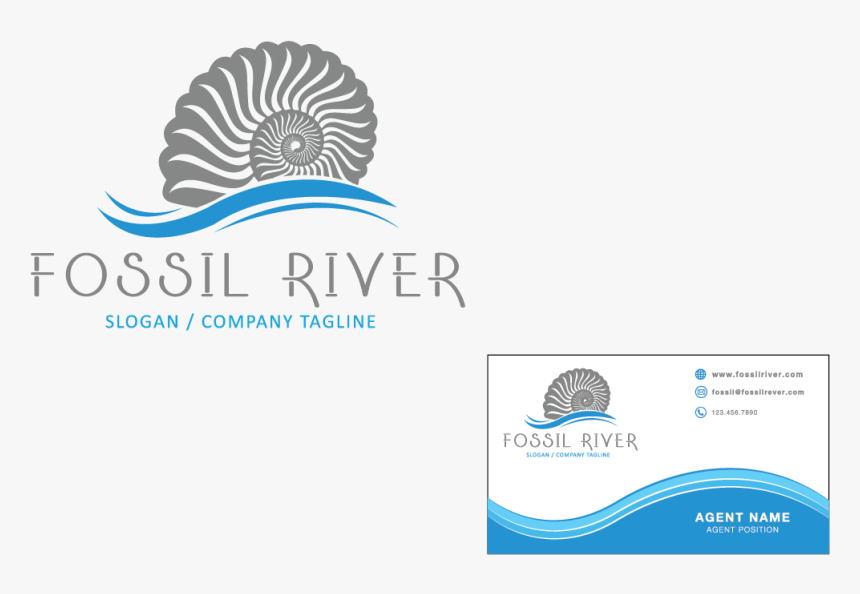 FOSSIL RIVER
SLOGAN / COMPANY TAGLINE
www.fossilriver.com
fossil@fossilrever.com
123.456.7890
FOSSIL RIVER
SLOGAN / COMPANY TAGLINE
AGENT NAME
AGENT POSITION